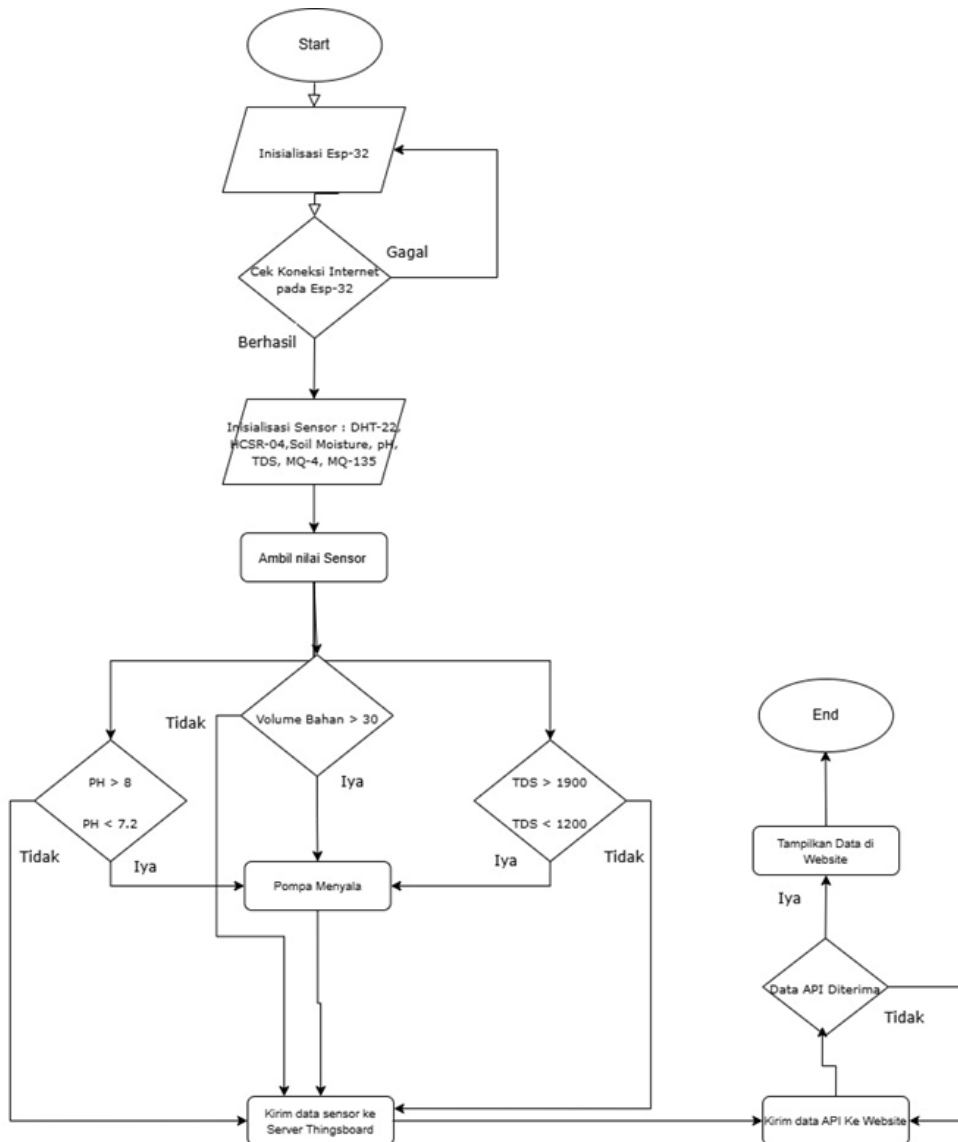 Start
Inisialisasi Esp-32
Gagal
Cek Koneksi Internet
pada Esp-32
Berhasil
Inisialisasi Sensor : DHT-22,
HCSR-04,Soil Moisture, pH,
TDS, MQ-4, MQ-135
Ambil nilai Sensor
Tidak
Volume Bahan > 30
Iya
PH > 8
PH < 7.2
Tidak
Iya
TDS > 1900
TDS < 1200
Iya
Tidak
Pompa Menyala
Kirim data sensor ke
Server Thingsboard
End
Tampilkan Data di
Website
Iya
Data API Diterima
Tidak
Kirim data API Ke Website